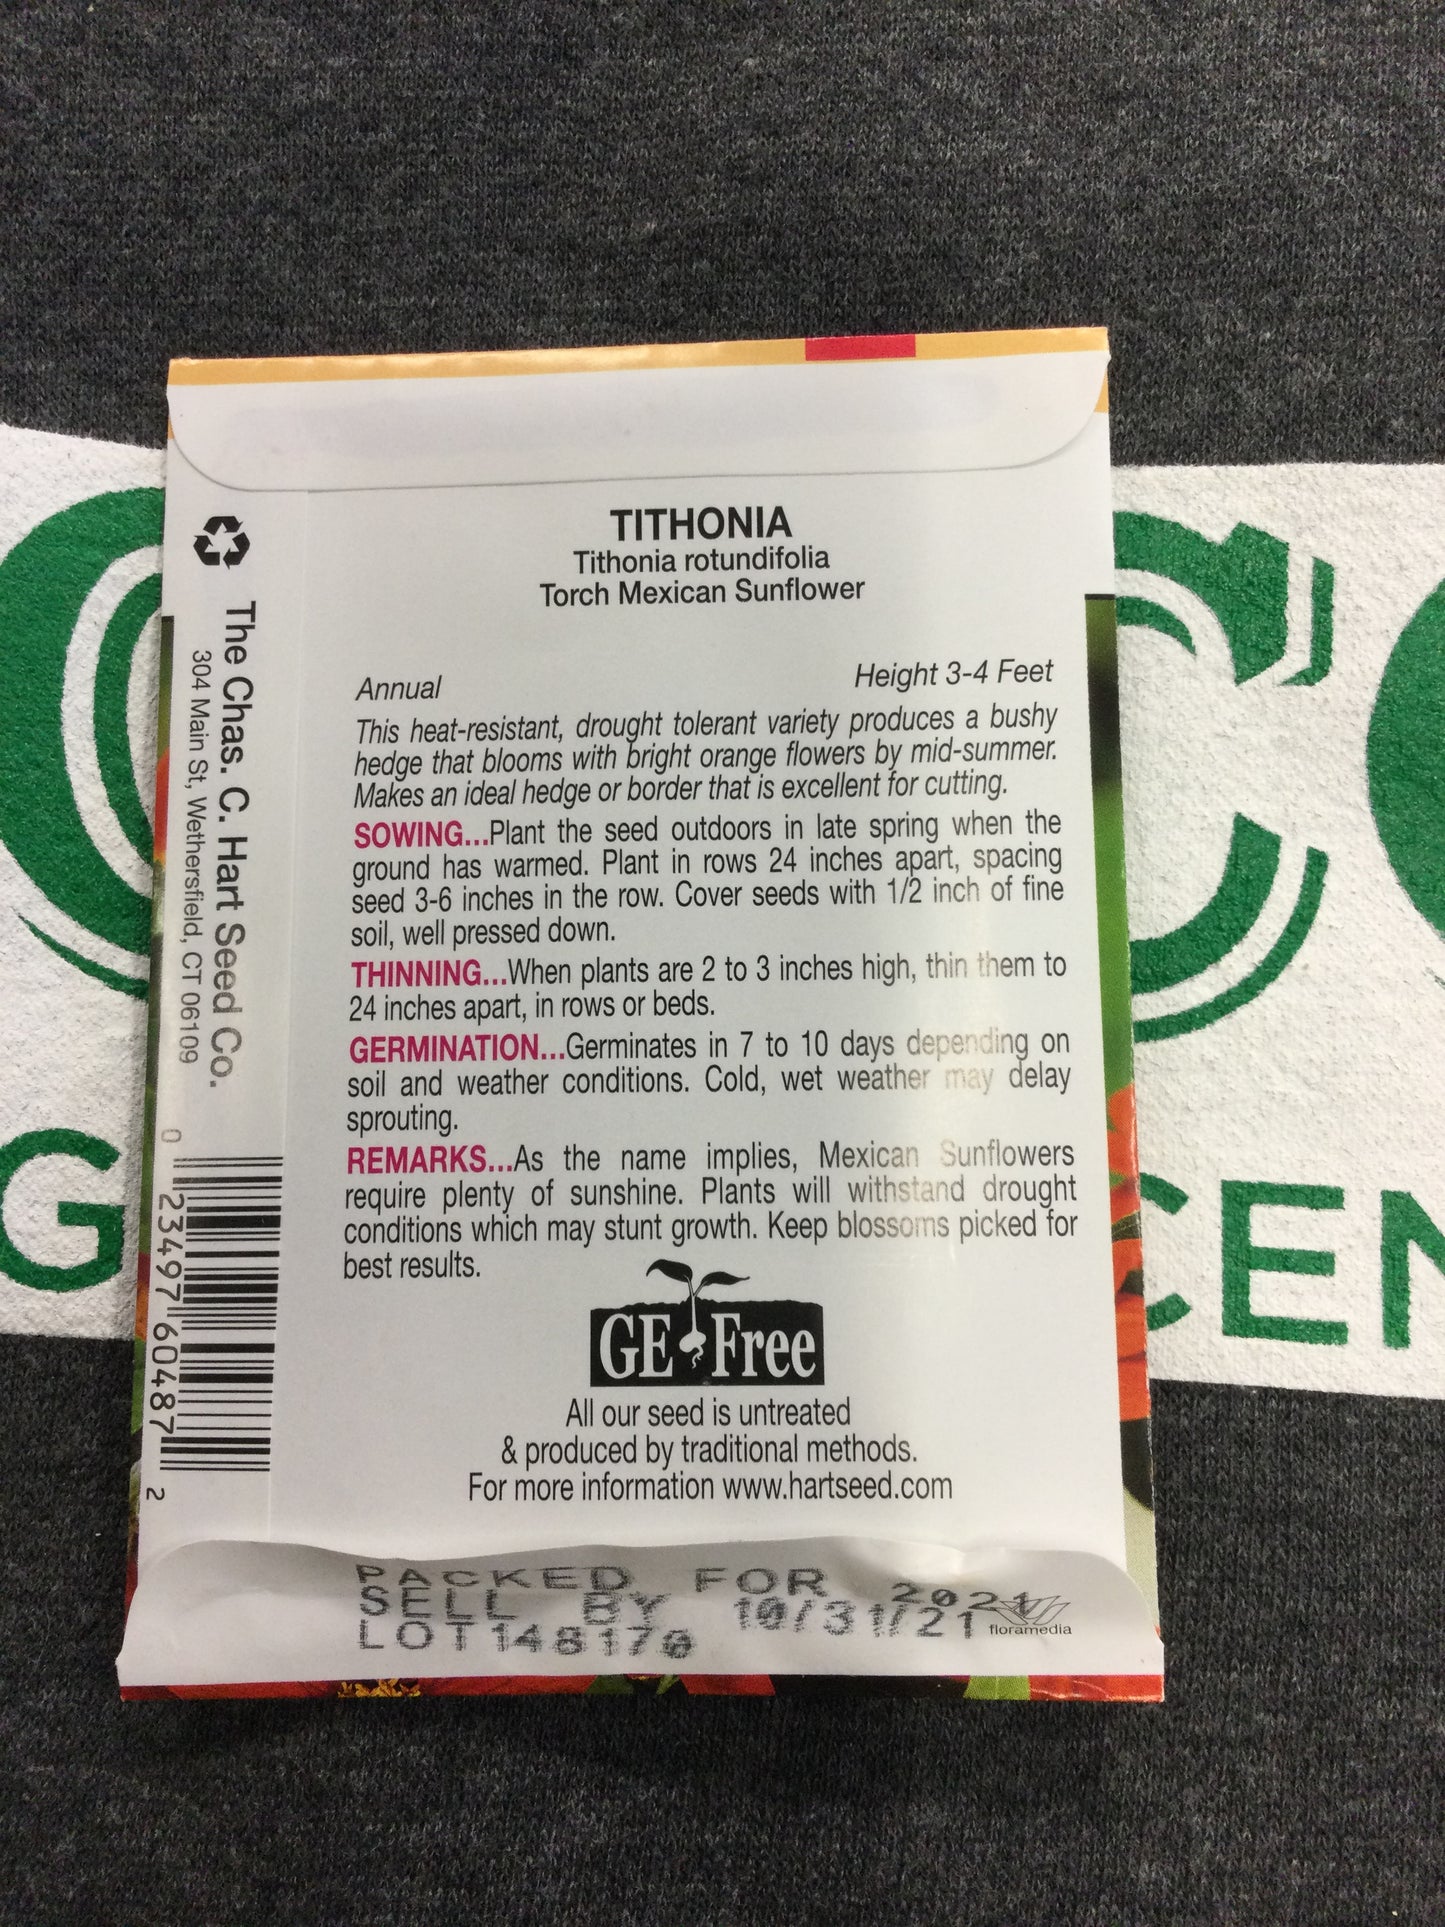 TITHONIA
Tithonia rotundifolia
Torch Mexican Sunflower
Annual
Height 3-4 Feet
This heat-resistant, drought tolerant variety produces a bushy
hedge that blooms with bright orange flowers by mid-summer.
Makes an ideal hedge or border that is excellent for cutting.
SOWING...Plant the seed outdoors in late spring when the
ground has warmed. Plant in rows 24 inches apart, spacing
seed 3-6 inches in the row. Cover seeds with 1/2 inch of fine
soil, well pressed down.
THINNING...When plants are 2 to 3 inches high, thin them to
24 inches apart, in rows or beds.
GERMINATION...Germinates in 7 to 10 days depending on
soil and weather conditions. Cold, wet weather may delay
sprouting.
REMARKS...As the name implies, Mexican Sunflowers
require plenty of sunshine. Plants will withstand drought
conditions which may stunt growth. Keep blossoms picked for
best results.
GE Free
All our seed is untreated
& produced by traditional methods.
For more information www.hartseed.com
PACKED FOR 2021
SELL BY 10/31/21
LOT148170
floramedia
The Chas. C. Hart Seed Co.
304 Main St, Wethersfield, CT 06109
0 23497 60487 2
G
CEN